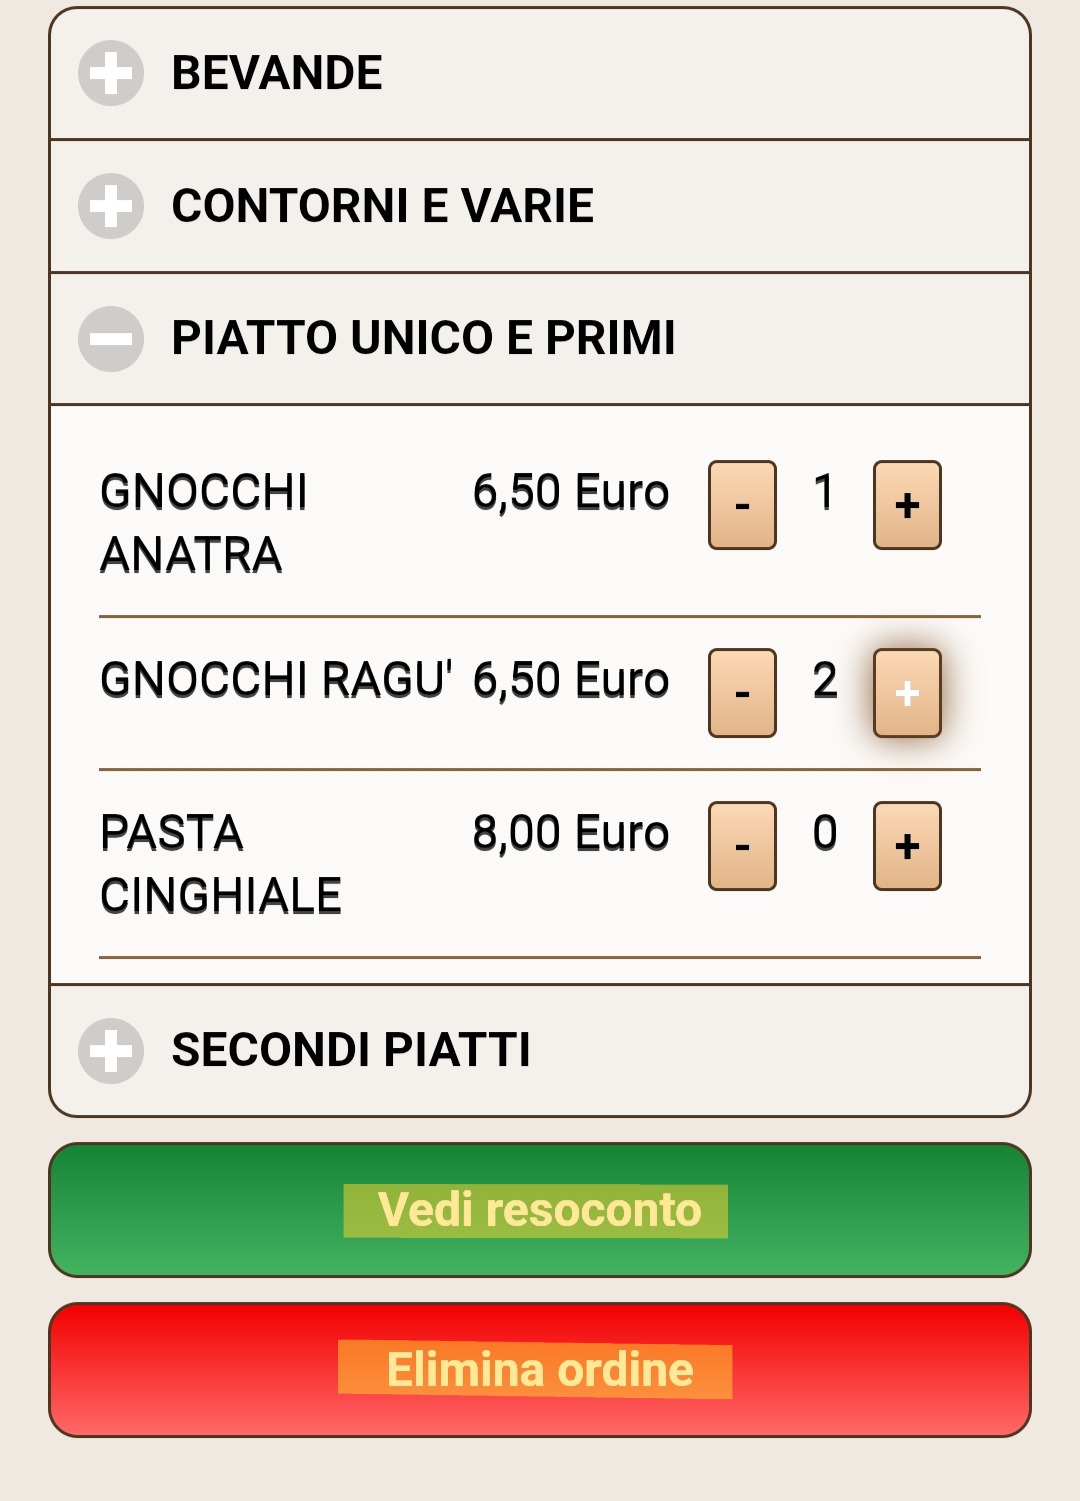 BEVANDE
CONTORNI E VARIE
PIATTO UNICO E PRIMI
GNOCCHI 6,50 Euro - 1 +
ANATRA
GNOCCHI RAGU' 6,50 Euro - 2 +
PASTA 8,00 Euro - 0 +
CINGHIALE
SECONDI PIATTI
Vedi resoconto
Elimina ordine